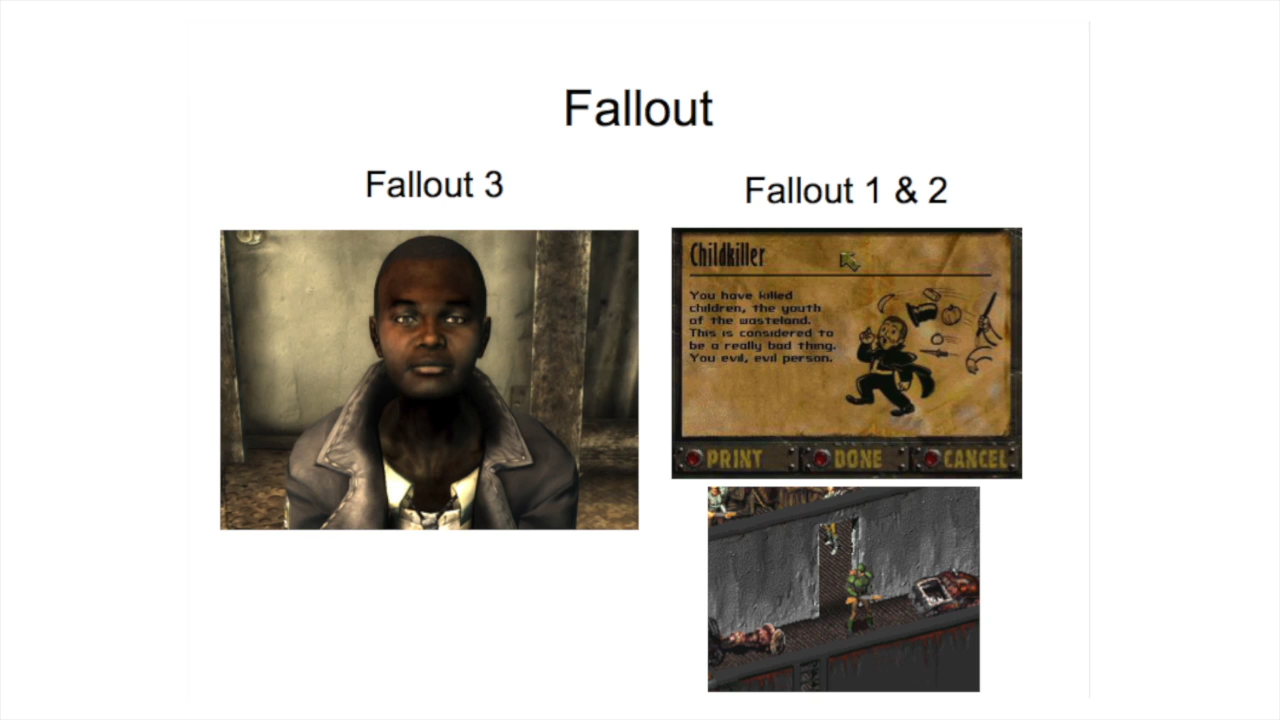 Fallout
Fallout 3
Fallout 1 & 2
Childkiller
You have killed
children, the youth
of the wasteland.
This is considered to
be a really bad thing.
You evil, evil person.
PRINT DONE CANCEL